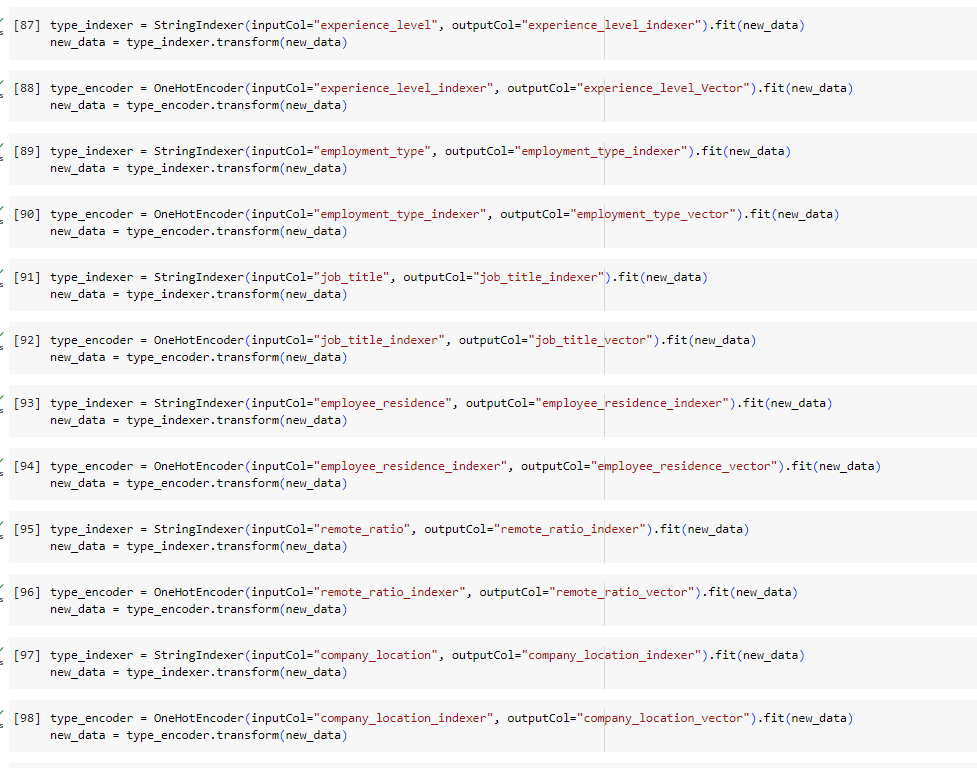 [87] type_indexer = StringIndexer(inputCol="experience_level", outputCol="experience_level_indexer").fit(new_data)
new_data = type_indexer.transform(new_data)
[88] type_encoder = OneHotEncoder(inputCol="experience_level_indexer", outputCol="experience_level_Vector").fit(new_data)
new_data = type_encoder.transform(new_data)
[89] type_indexer = StringIndexer(inputCol="employment_type", outputCol="employment_type_indexer").fit(new_data)
new_data = type_indexer.transform(new_data)
[90] type_encoder = OneHotEncoder(inputCol="employment_type_indexer", outputCol="employment_type_vector").fit(new_data)
new_data = type_encoder.transform(new_data)
[91] type_indexer = StringIndexer(inputCol="job_title", outputCol="job_title_indexer").fit(new_data)
new_data = type_indexer.transform(new_data)
[92] type_encoder = OneHotEncoder(inputCol="job_title_indexer", outputCol="job_title_vector").fit(new_data)
new_data = type_encoder.transform(new_data)
[93] type_indexer = StringIndexer(inputCol="employee_residence", outputCol="employee_residence_indexer").fit(new_data)
new_data = type_indexer.transform(new_data)
[94] type_encoder = OneHotEncoder(inputCol="employee_residence_indexer", outputCol="employee_residence_vector").fit(new_data)
new_data = type_encoder.transform(new_data)
[95] type_indexer = StringIndexer(inputCol="remote_ratio", outputCol="remote_ratio_indexer").fit(new_data)
new_data = type_indexer.transform(new_data)
[96] type_encoder = OneHotEncoder(inputCol="remote_ratio_indexer", outputCol="remote_ratio_vector").fit(new_data)
new_data = type_encoder.transform(new_data)
[97] type_indexer = StringIndexer(inputCol="company_location", outputCol="company_location_indexer").fit(new_data)
new_data = type_indexer.transform(new_data)
[98] type_encoder = OneHotEncoder(inputCol="company_location_indexer", outputCol="company_location_vector").fit(new_data)
new_data = type_encoder.transform(new_data)